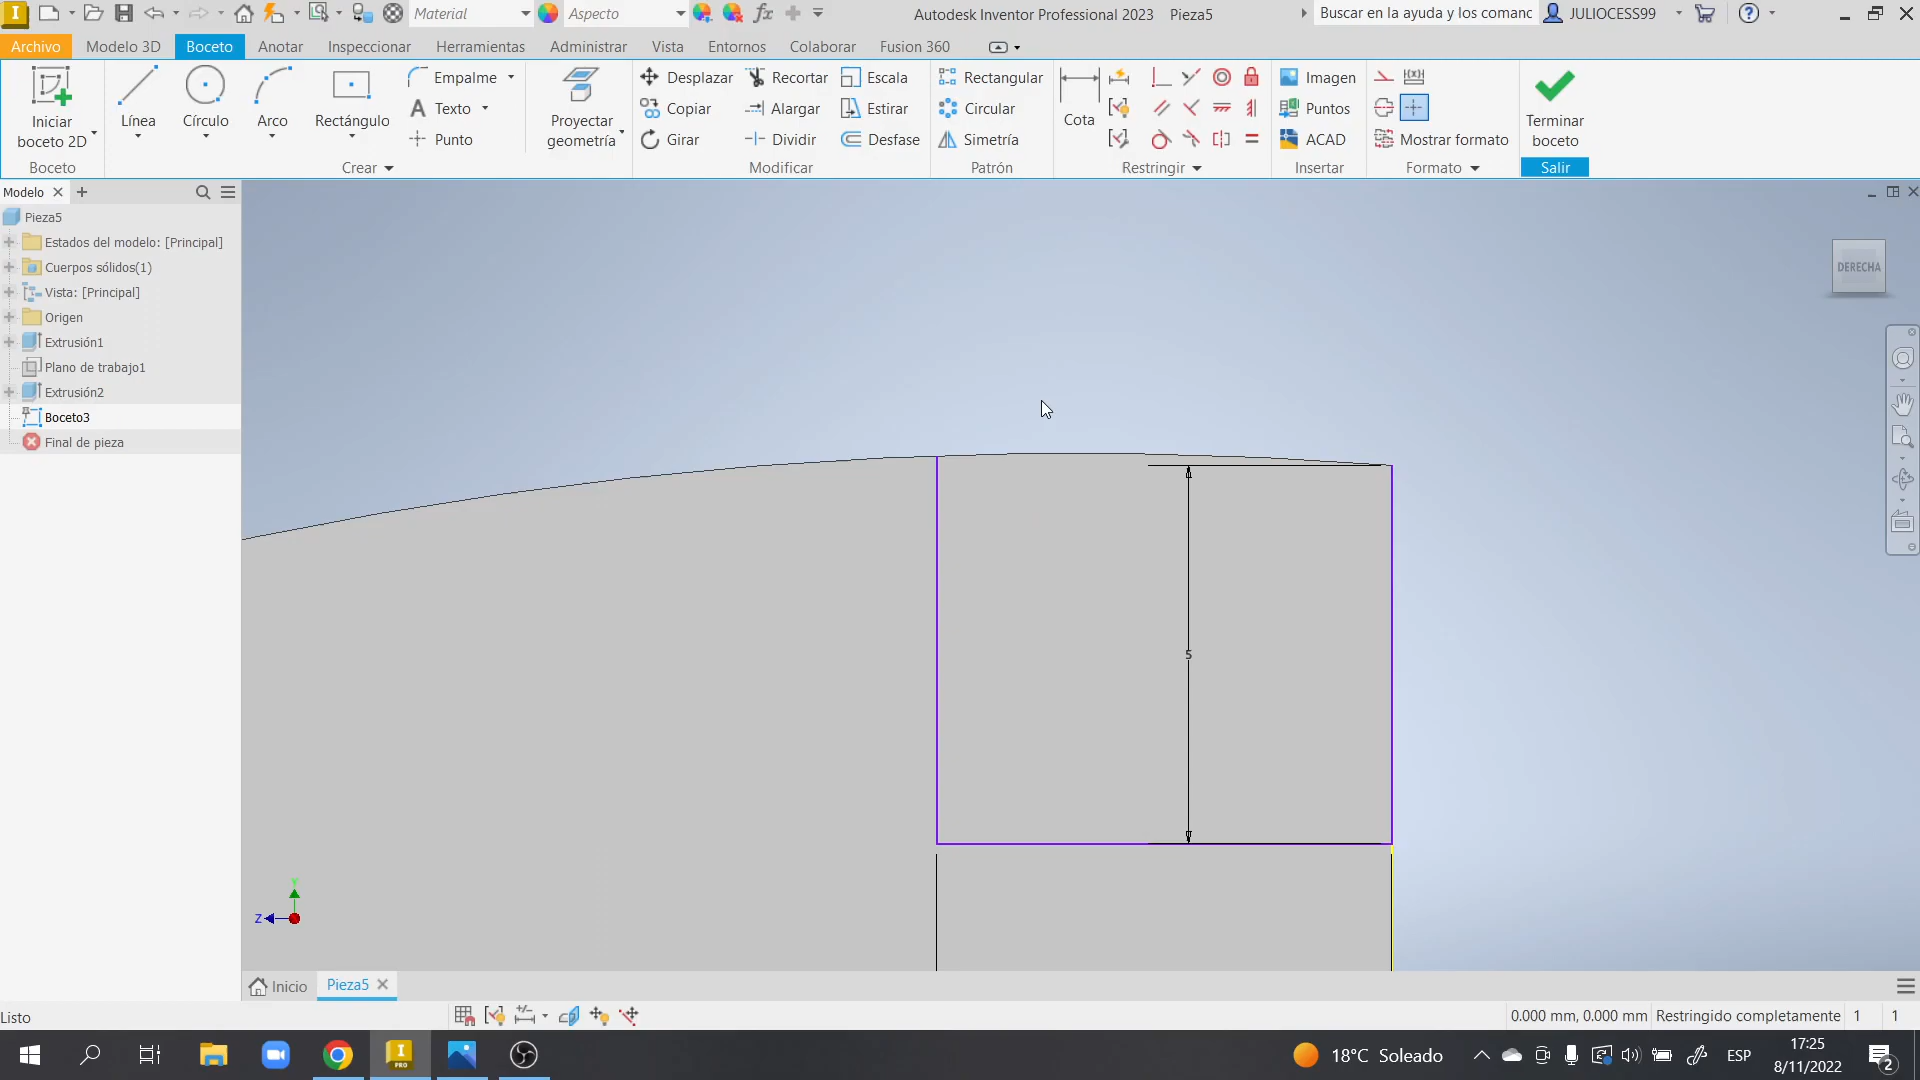 Material
Aspecto
Autodesk Inventor Professional 2023 Pieza5
Buscar en la ayuda y los comanc
JULIOCESS99
Archivo Modelo 3D Boceto Anotar Inspeccionar Herramientas Administrar Vista Entornos Colaborar Fusion 360
Iniciar
boceto 2D
Boceto
Línea
Círculo
Arco
Rectángulo
Empalme
Texto
Punto
Crear
Proyectar
geometría
Desplazar
Copiar
Girar
Recortar
Alargar
Dividir
Escala
Estirar
Desfase
Modificar
Rectangular
Circular
Simetría
Patrón
Cota
Restringir
Imagen
Puntos
ACAD
Insertar
Mostrar formato
Formato
Terminar
boceto
Salir
Modelo
Pieza5
Estados del modelo: [Principal]
Cuerpos sólidos(1)
Vista: [Principal]
Origen
Extrusión1
Plano de trabajo1
Extrusión2
Boceto3
Final de pieza
DERECHA
5
Y
Z
Inicio
Pieza5
Listo
0.000 mm, 0.000 mm
Restringido completamente
1
1
PRO
18°C Soleado
ESP
17:25
8/11/2022
2